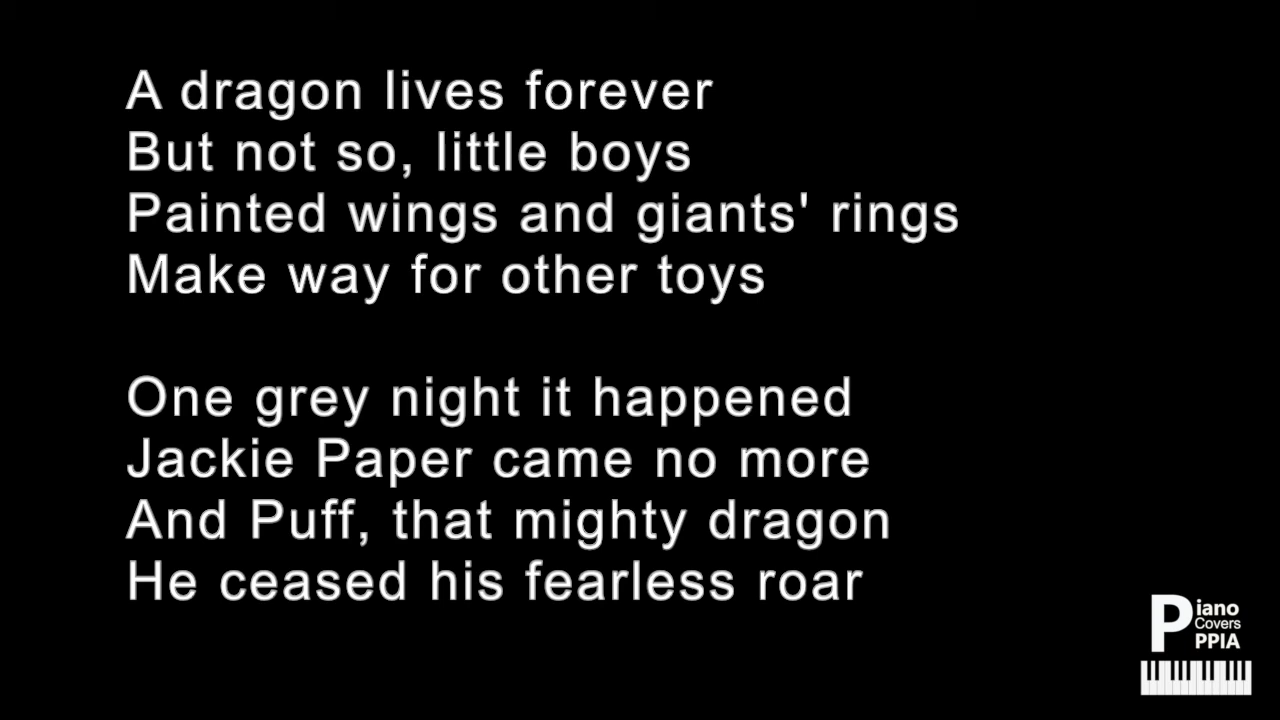 A dragon lives forever
But not so, little boys
Painted wings and giants' rings
Make way for other toys
One grey night it happened
Jackie Paper came no more
And Puff, that mighty dragon
He ceased his fearless roar
Piano
Covers
PPIA